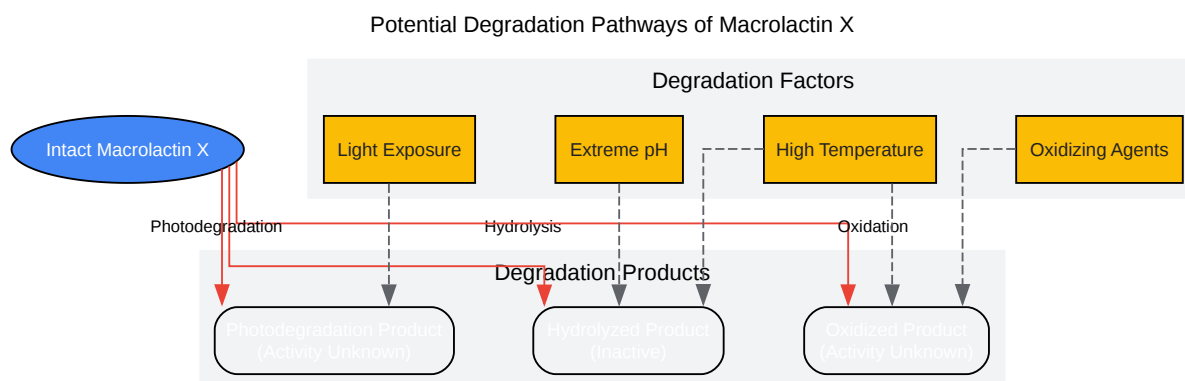 Potential Degradation Pathways of Macrolactin X
Degradation Factors
Intact Macrolactin X
Light Exposure
Extreme pH
High Temperature
Oxidizing Agents
Photodegradation
Hydrolysis
Oxidation
Degradation Products
Photodegradation Product
(Activity Unknown)
Hydrolyzed Product
(Inactive)
Oxidized Product
(Activity Unknown)